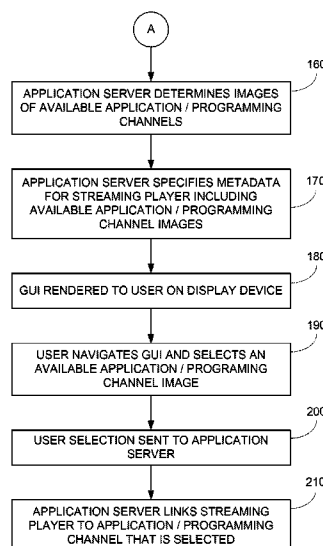 A
160
APPLICATION SERVER DETERMINES IMAGES
OF AVAILABLE APPLICATION / PROGRAMMING
CHANNELS
170
APPLICATION SERVER SPECIFIES METADATA
FOR STREAMING PLAYER INCLUDING
AVAILABLE APPLICATION / PROGRAMMING
CHANNEL IMAGES
180
GUI RENDERED TO USER ON DISPLAY DEVICE
190
USER NAVIGATES GUI AND SELECTS AN
AVAILABLE APPLICATION / PROGRAMING
CHANNEL IMAGE
200
USER SELECTION SENT TO APPLICATION
SERVER
210
APPLICATION SERVER LINKS STREAMING
PLAYER TO APPLICATION / PROGRAMMING
CHANNEL THAT IS SELECTED